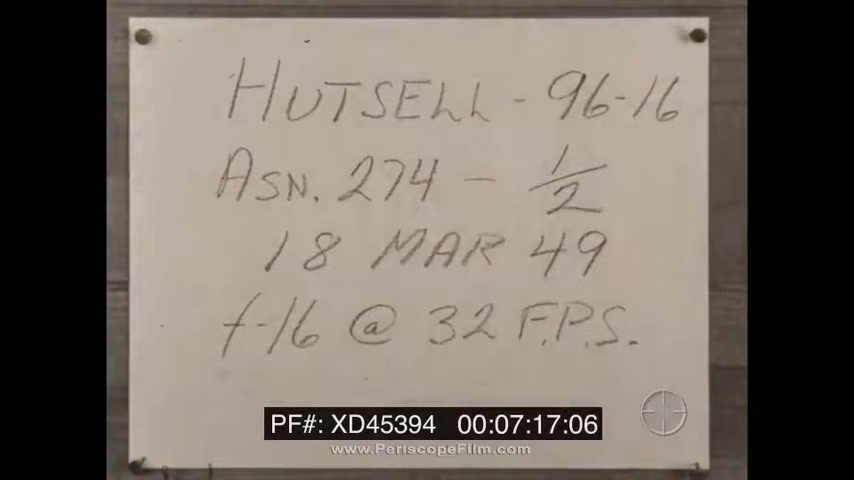 HUTSELL - 96-16
ASN. 274 - 1/2
18 MAR 49
f-16 @ 32 F.P.S.
PF#: XD45394 00:07:17:06
www.PeriscopeFilm.com